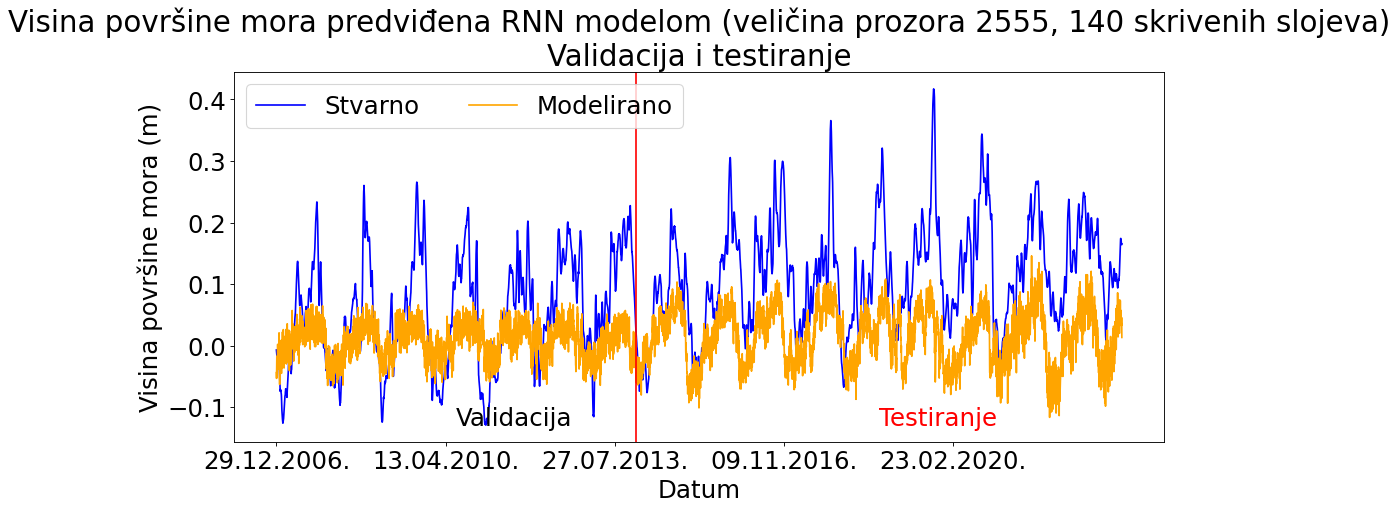 Visina površine mora predviđena RNN modelom (veličina prozora 2555, 140 skrivenih slojeva)
Validacija i testiranje
Stvarno Modelirano
Visina površine mora (m)
0.4
0.3
0.2
0.1
0.0
−0.1
Validacija Testiranje
29.12.2006. 13.04.2010. 27.07.2013. 09.11.2016. 23.02.2020.
Datum